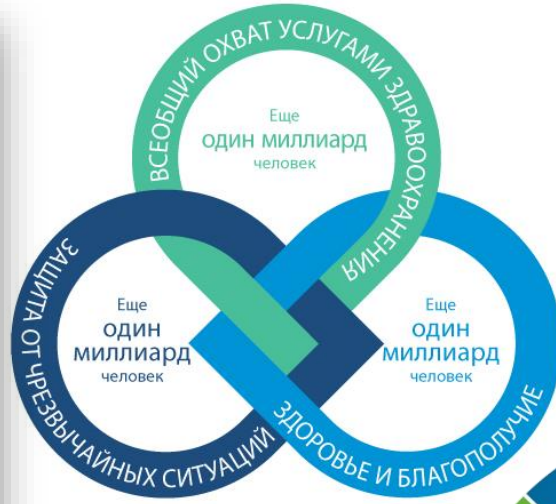 ВСЕОБЩИЙ ОХВАТ УСЛУГАМИ ЗДРАВООХРАНЕНИЯ
Еще
один миллиард
человек
ЗАЩИТА ОТ ЧРЕЗВЫЧАЙНЫХ СИТУАЦИЙ
Еще
один
миллиард
человек
ЗДОРОВЬЕ И БЛАГОПОЛУЧИЕ
Еще
один
миллиард
человек